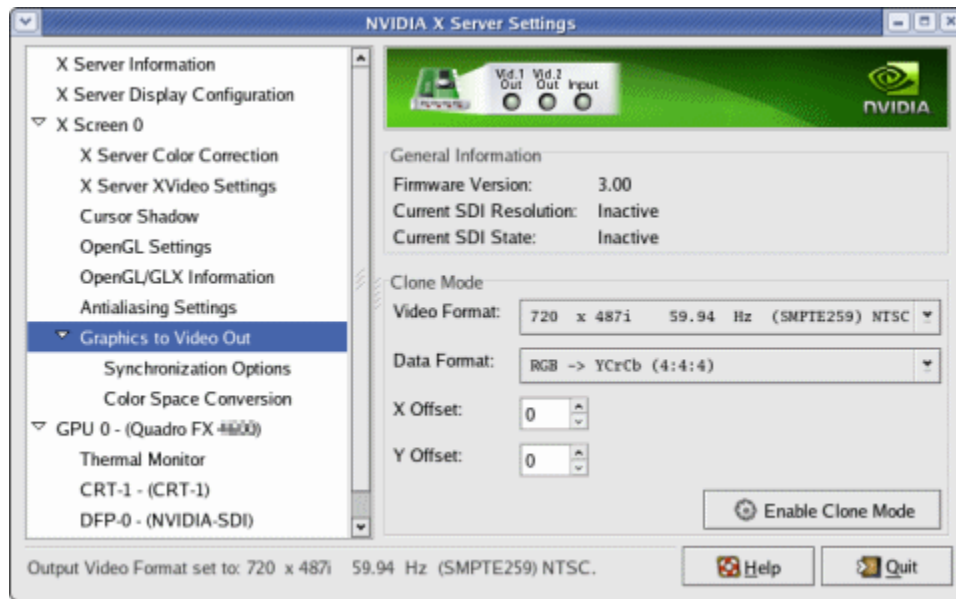 NVIDIA X Server Settings
X Server Information
X Server Display Configuration
X Screen 0
X Server Color Correction
X Server XVideo Settings
Cursor Shadow
OpenGL Settings
OpenGL/GLX Information
Antialiasing Settings
Graphics to Video Out
Synchronization Options
Color Space Conversion
GPU 0 - (Quadro FX
Thermal Monitor
CRT-1 - (CRT-1)
DFP-0 - (NVIDIA-SDI)
Vid.1 Out Vid.2 Out Input
NVIDIA
General Information
Firmware Version: 3.00
Current SDI Resolution: Inactive
Current SDI State: Inactive
Clone Mode
Video Format: 720 x 487i 59.94 Hz (SMPTE259) NTSC
Data Format: RGB -> YCrCb (4:4:4)
X Offset: 0
Y Offset: 0
Enable Clone Mode
Output Video Format set to: 720 x 487i 59.94 Hz (SMPTE259) NTSC.
Help
Quit